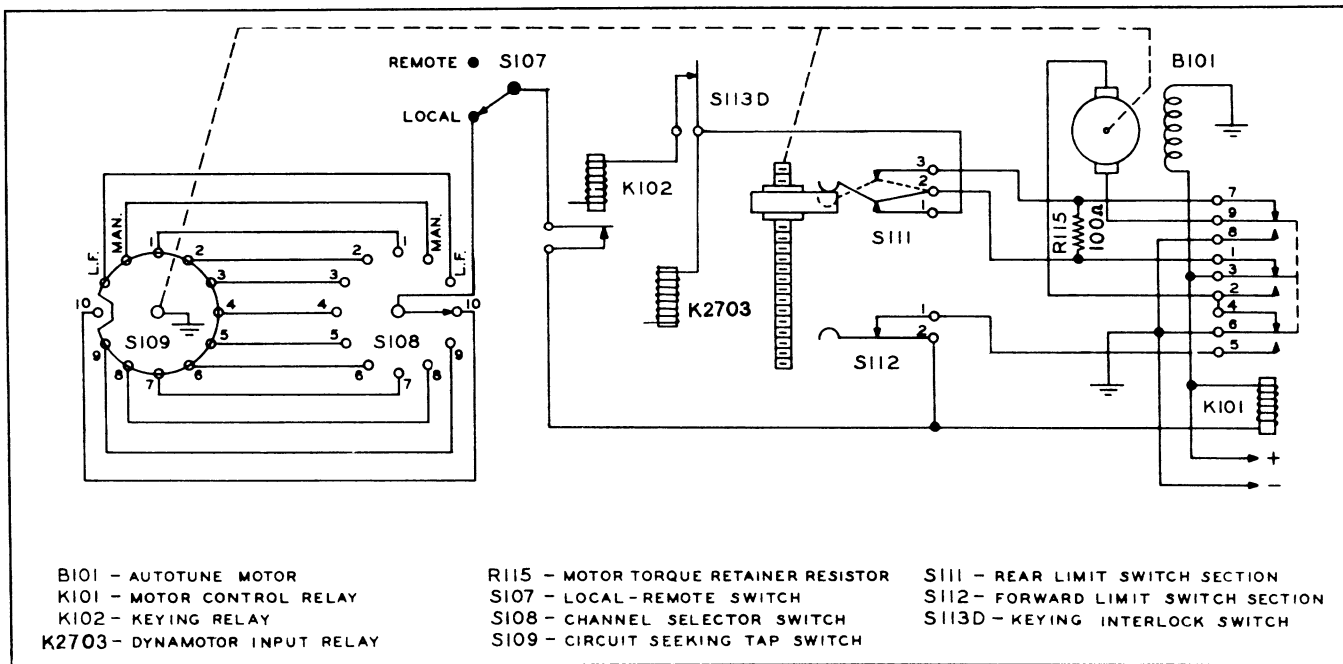 REMOTE S107
LOCAL
S113D
B101
K102
K2703
3
2
1
S111
R115
100Ω
1
2
S112
7
9
8
1
3
2
4
6
5
K101
+
−
L.F.
MAN.
1
2
3
4
5
6
7
8
9
10
S109
1
2
3
4
5
6
7
8
9
10
MAN.
L.F.
S108
B101 – AUTOTUNE MOTOR
K101 – MOTOR CONTROL RELAY
K102 – KEYING RELAY
K2703 – DYNAMOTOR INPUT RELAY
R115 – MOTOR TORQUE RETAINER RESISTOR
S107 – LOCAL-REMOTE SWITCH
S108 – CHANNEL SELECTOR SWITCH
S109 – CIRCUIT SEEKING TAP SWITCH
S111 – REAR LIMIT SWITCH SECTION
S112 – FORWARD LIMIT SWITCH SECTION
S113D – KEYING INTERLOCK SWITCH